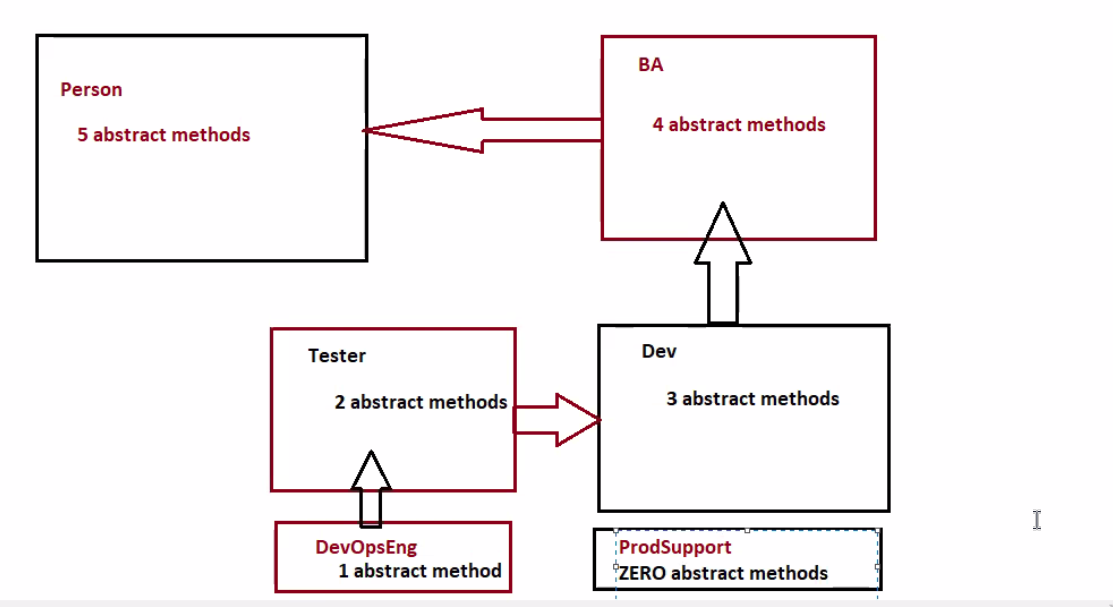 Person
5 abstract methods
BA
4 abstract methods
Tester
2 abstract methods
Dev
3 abstract methods
DevOpsEng
1 abstract method
ProdSupport
ZERO abstract methods